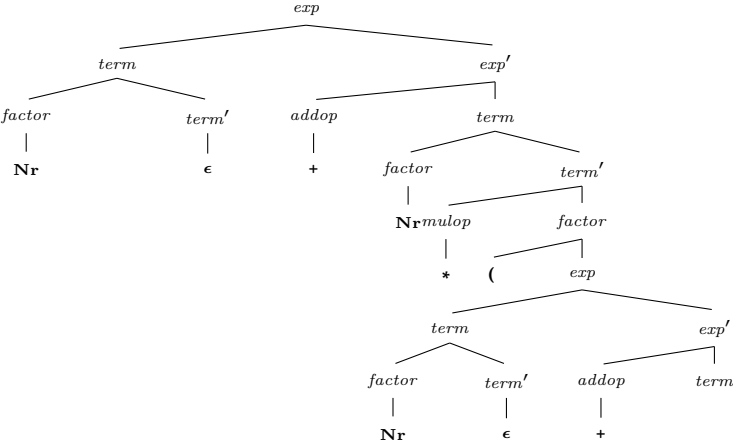 exp
term exp′
factor term′ addop term
Nr ϵ + factor term′
Nr mulop factor
* ( exp
term exp′
factor term′ addop term
Nr ϵ +